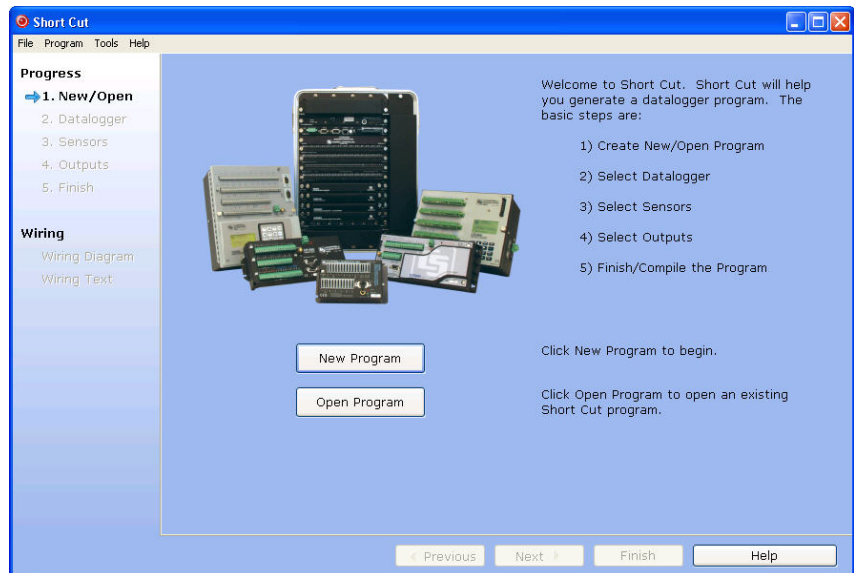 Short Cut
File Program Tools Help
Progress
1. New/Open
2. Datalogger
3. Sensors
4. Outputs
5. Finish
Wiring
Wiring Diagram
Wiring Text
Welcome to Short Cut. Short Cut will help
you generate a datalogger program. The
basic steps are:
1) Create New/Open Program
2) Select Datalogger
3) Select Sensors
4) Select Outputs
5) Finish/Compile the Program
New Program
Click New Program to begin.
Open Program
Click Open Program to open an existing
Short Cut program.
Previous Next Finish Help